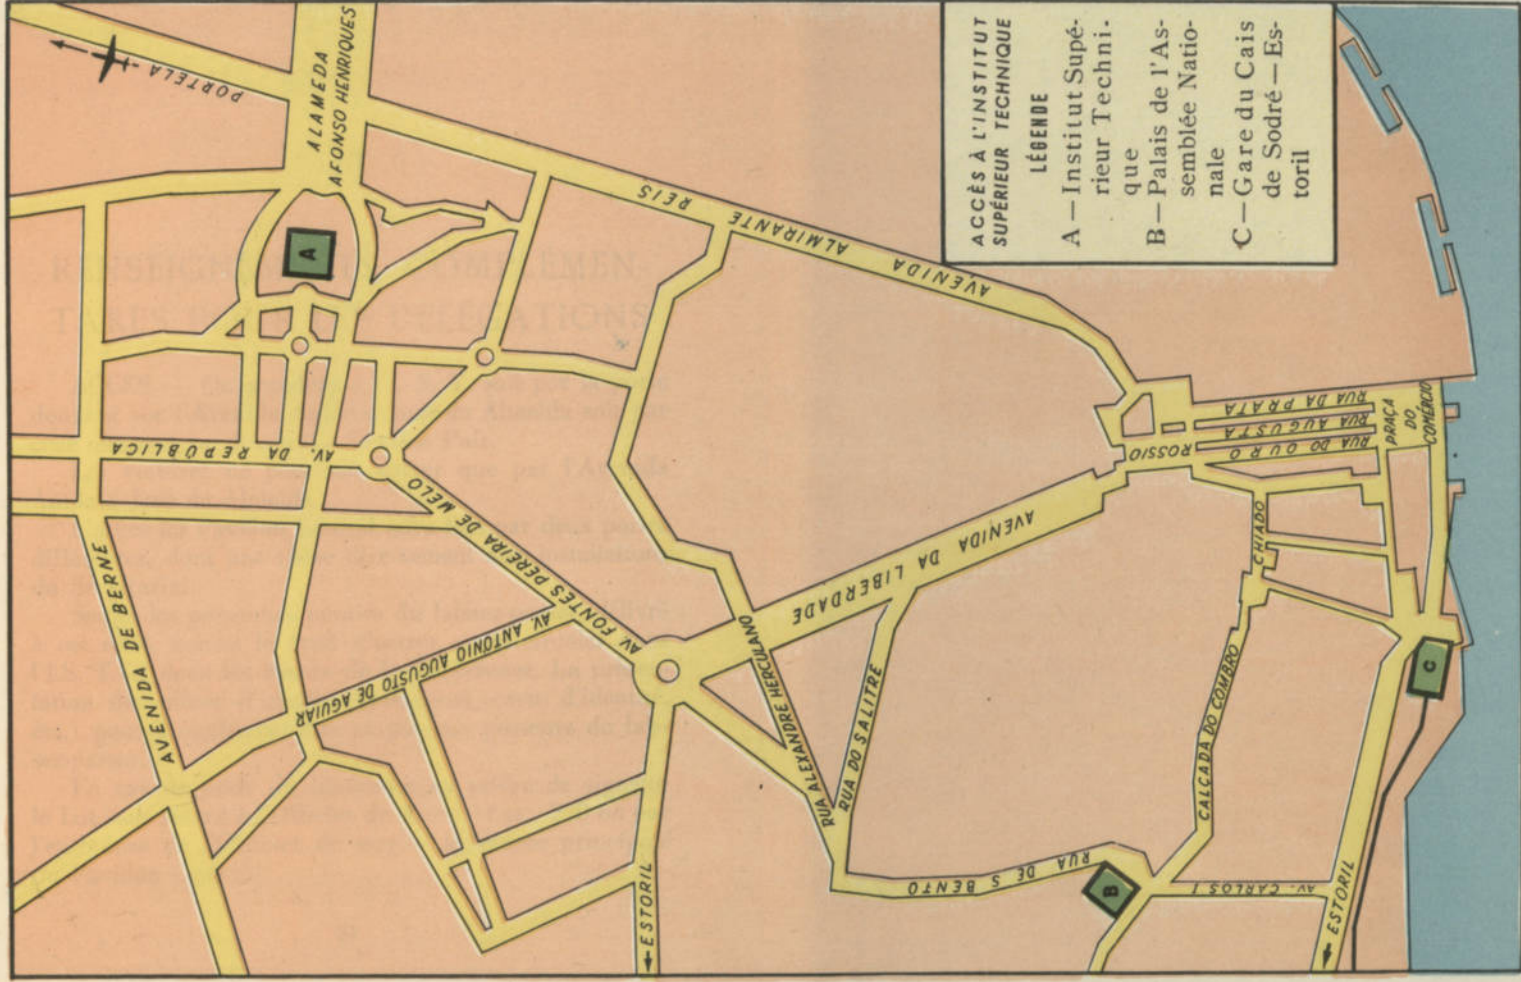 ACCÈS À L'INSTITUT
SUPÉRIEUR TECHNIQUE
LÉGENDE
A — Institut Supé-
rieur Techni-
que
B — Palais de l'As-
semblée Natio-
nale
C — Gare du Cais
de Sodré — Es-
toril
PORTELA
ALAMEDA
AFONSO HENRIQUES
A
AVENIDA ALMIRANTE REIS
AV. DA REPÚBLICA
AVENIDA DE BERNE
AV. FONTES PEREIRA DE MELO
AV. ANTÓNIO AUGUSTO DE AGUIAR
AVENIDA DA LIBERDADE
RUA ALEXANDRE HERCULANO
RUA DO SALITRE
RUA DE S BENTO
B
AV. CARLOS I
CALÇADA DO COMBRO
CHIADO
ROSSIO
RUA DO OURO
RUA AUGUSTA
RUA DA PRATA
PRAÇA
DO
COMÉRCIO
C
ESTORIL
ESTORIL